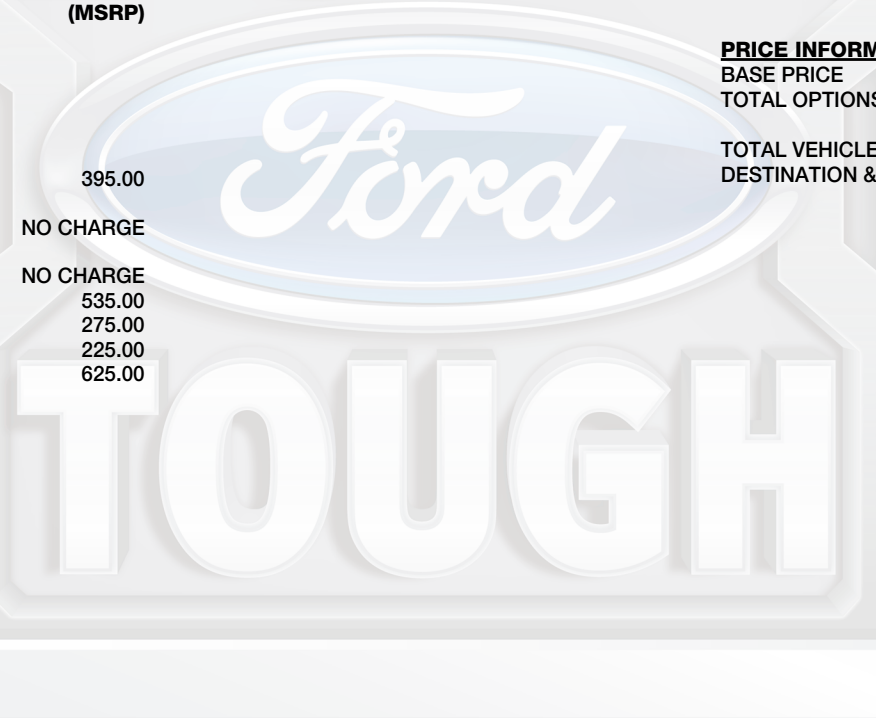 (MSRP)
395.00
NO CHARGE
NO CHARGE
535.00
275.00
225.00
625.00
PRICE INFORM
BASE PRICE
TOTAL OPTIONS
TOTAL VEHICLE
DESTINATION &
Ford
TOUGH